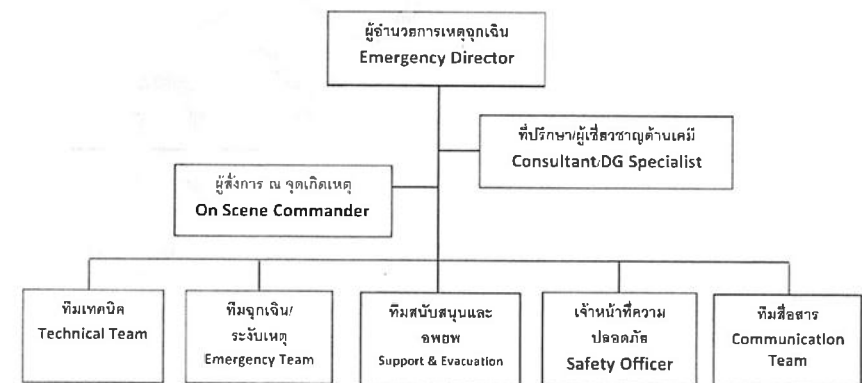 ผู้อำนวยการเหตุฉุกเฉิน
Emergency Director
ที่ปรึกษา/ผู้เชี่ยวชาญด้านเคมี
Consultant/DG Specialist
ผู้สั่งการ ณ จุดเกิดเหตุ
On Scene Commander
ทีมเทคนิค
Technical Team
ทีมฉุกเฉิน/
ระงับเหตุ
Emergency Team
ทีมสนับสนุนและ
อพยพ
Support & Evacuation
เจ้าหน้าที่ความ
ปลอดภัย
Safety Officer
ทีมสื่อสาร
Communication
Team